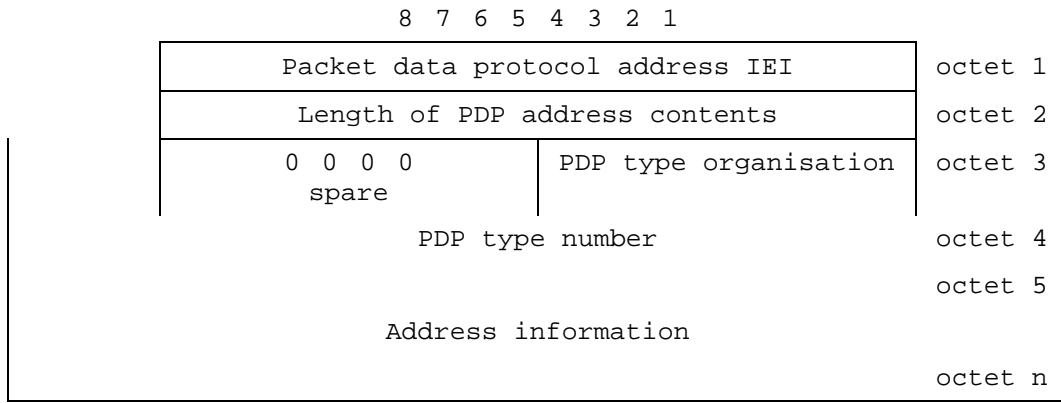 8 7 6 5 4 3 2 1
Packet data protocol address IEI octet 1
Length of PDP address contents octet 2
0 0 0 0 PDP type organisation octet 3
spare
PDP type number octet 4
octet 5
Address information
octet n